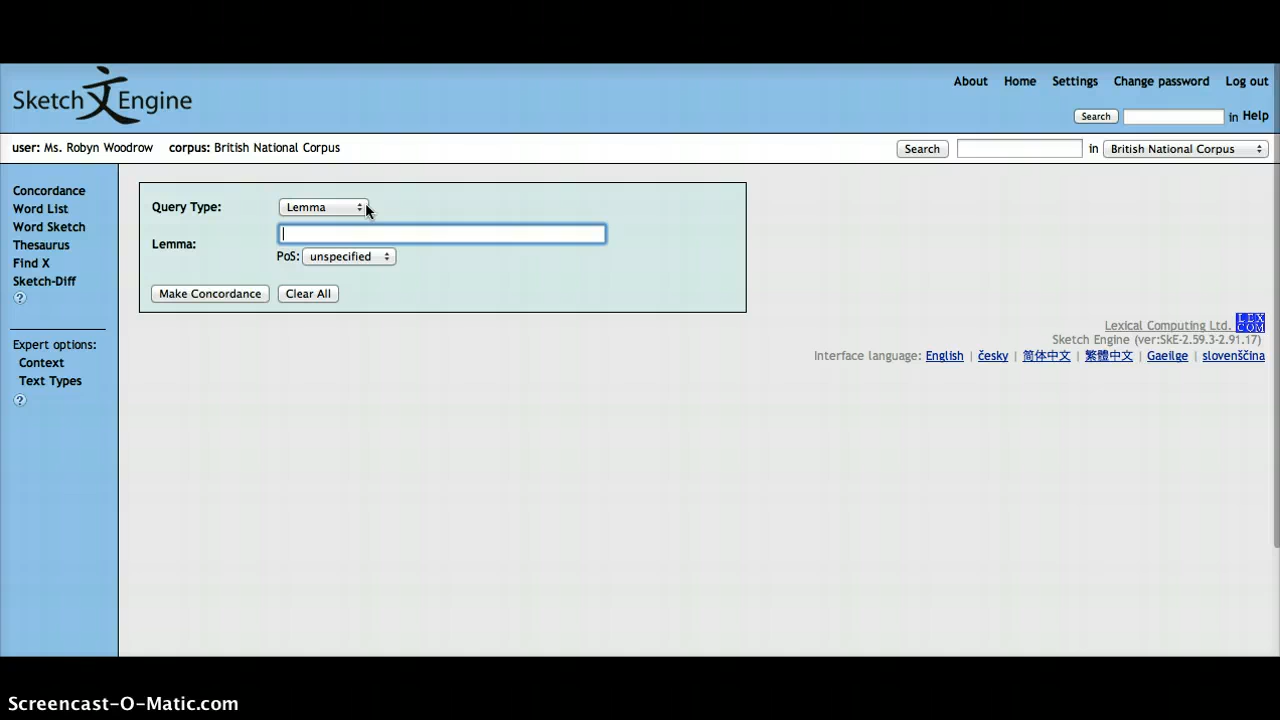 Sketch 文 Engine
About Home Settings Change password Log out
Search in Help
user: Ms. Robyn Woodrow corpus: British National Corpus
Search in British National Corpus
Concordance
Word List
Word Sketch
Thesaurus
Find X
Sketch-Diff
?
Expert options:
Context
Text Types
?
Query Type: Lemma
Lemma:
PoS: unspecified
Make Concordance Clear All
LEX
COM
Lexical Computing Ltd.
Sketch Engine (ver:SkE-2.59.3-2.91.17)
Interface language: English | česky | 简体中文 | 繁體中文 | Gaeilge | slovenščina
Screencast-O-Matic.com